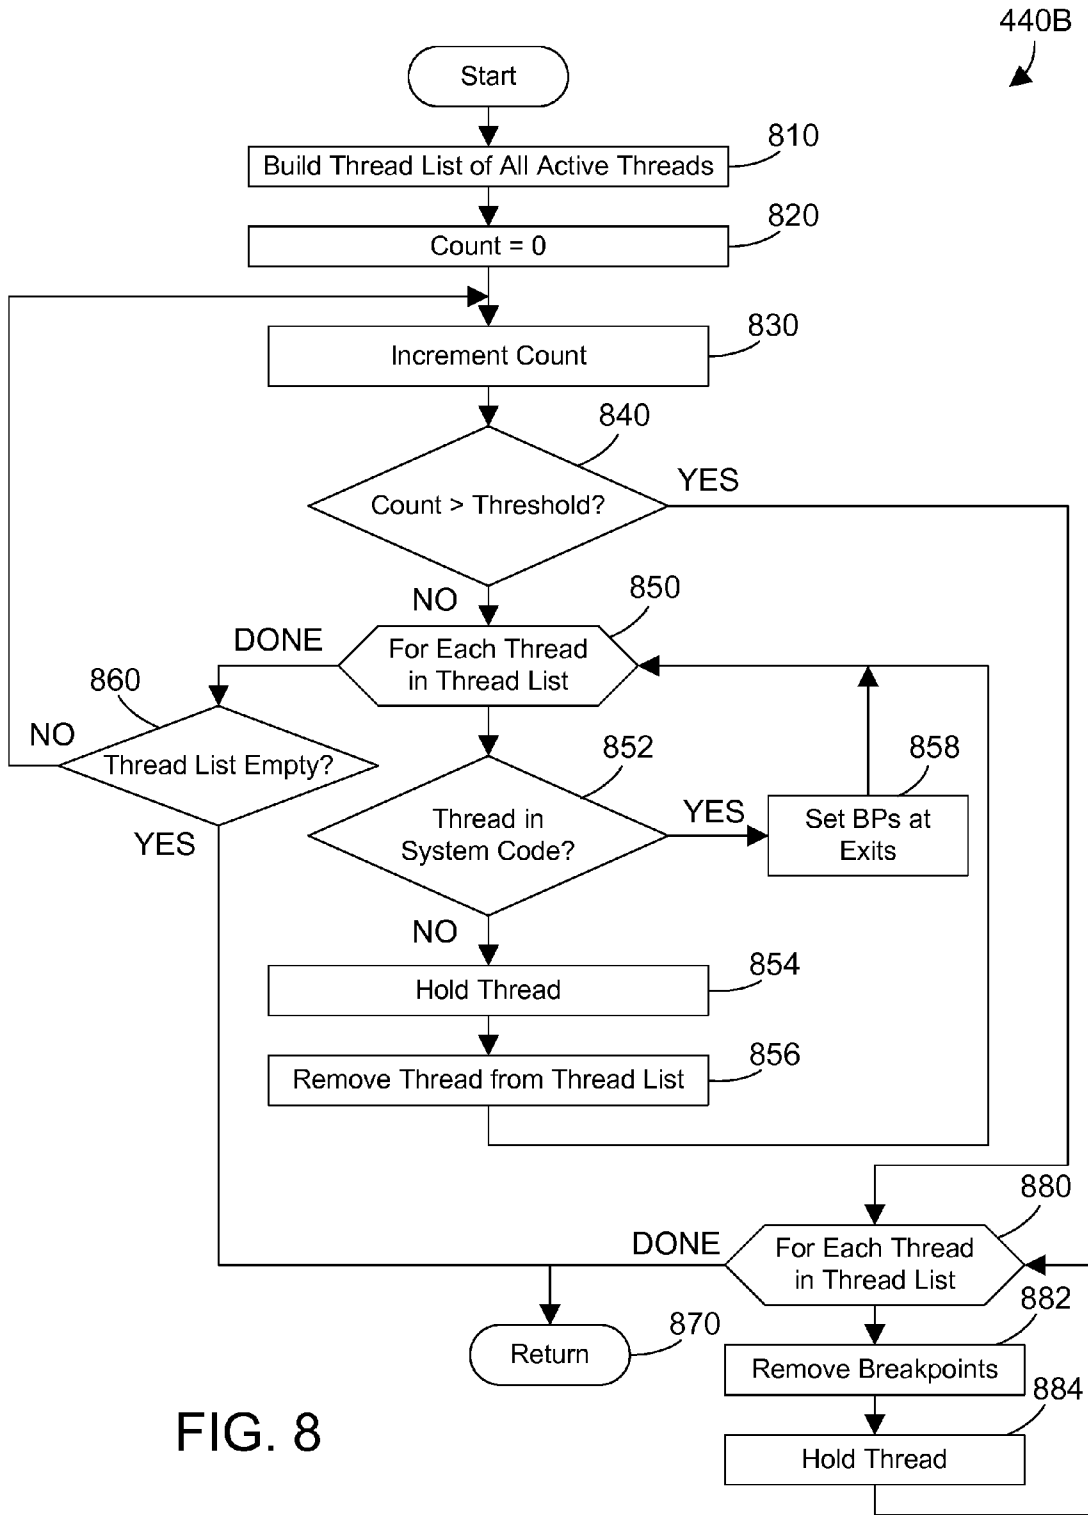 440B
Start
810
Build Thread List of All Active Threads
820
Count = 0
830
Increment Count
840
Count > Threshold?
YES
NO
850
For Each Thread
in Thread List
DONE
860
Thread List Empty?
NO
YES
852
Thread in
System Code?
YES
858
Set BPs at
Exits
NO
854
Hold Thread
856
Remove Thread from Thread List
880
For Each Thread
in Thread List
DONE
870
Return
882
Remove Breakpoints
884
Hold Thread
FIG. 8